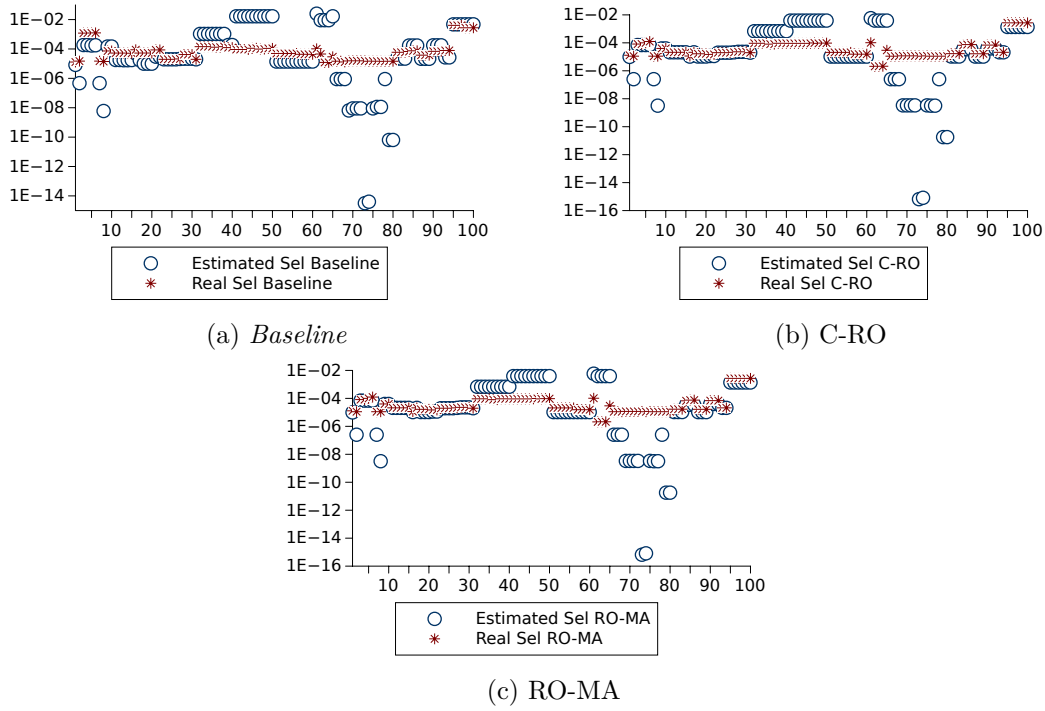 1E−02
1E−04
1E−06
1E−08
1E−10
1E−12
1E−14
10 20 30 40 50 60 70 80 90 100
Estimated Sel Baseline
Real Sel Baseline
(a) Baseline
1E−02
1E−04
1E−06
1E−08
1E−10
1E−12
1E−14
1E−16
10 20 30 40 50 60 70 80 90 100
Estimated Sel C-RO
Real Sel C-RO
(b) C-RO
1E−02
1E−04
1E−06
1E−08
1E−10
1E−12
1E−14
1E−16
10 20 30 40 50 60 70 80 90 100
Estimated Sel RO-MA
Real Sel RO-MA
(c) RO-MA